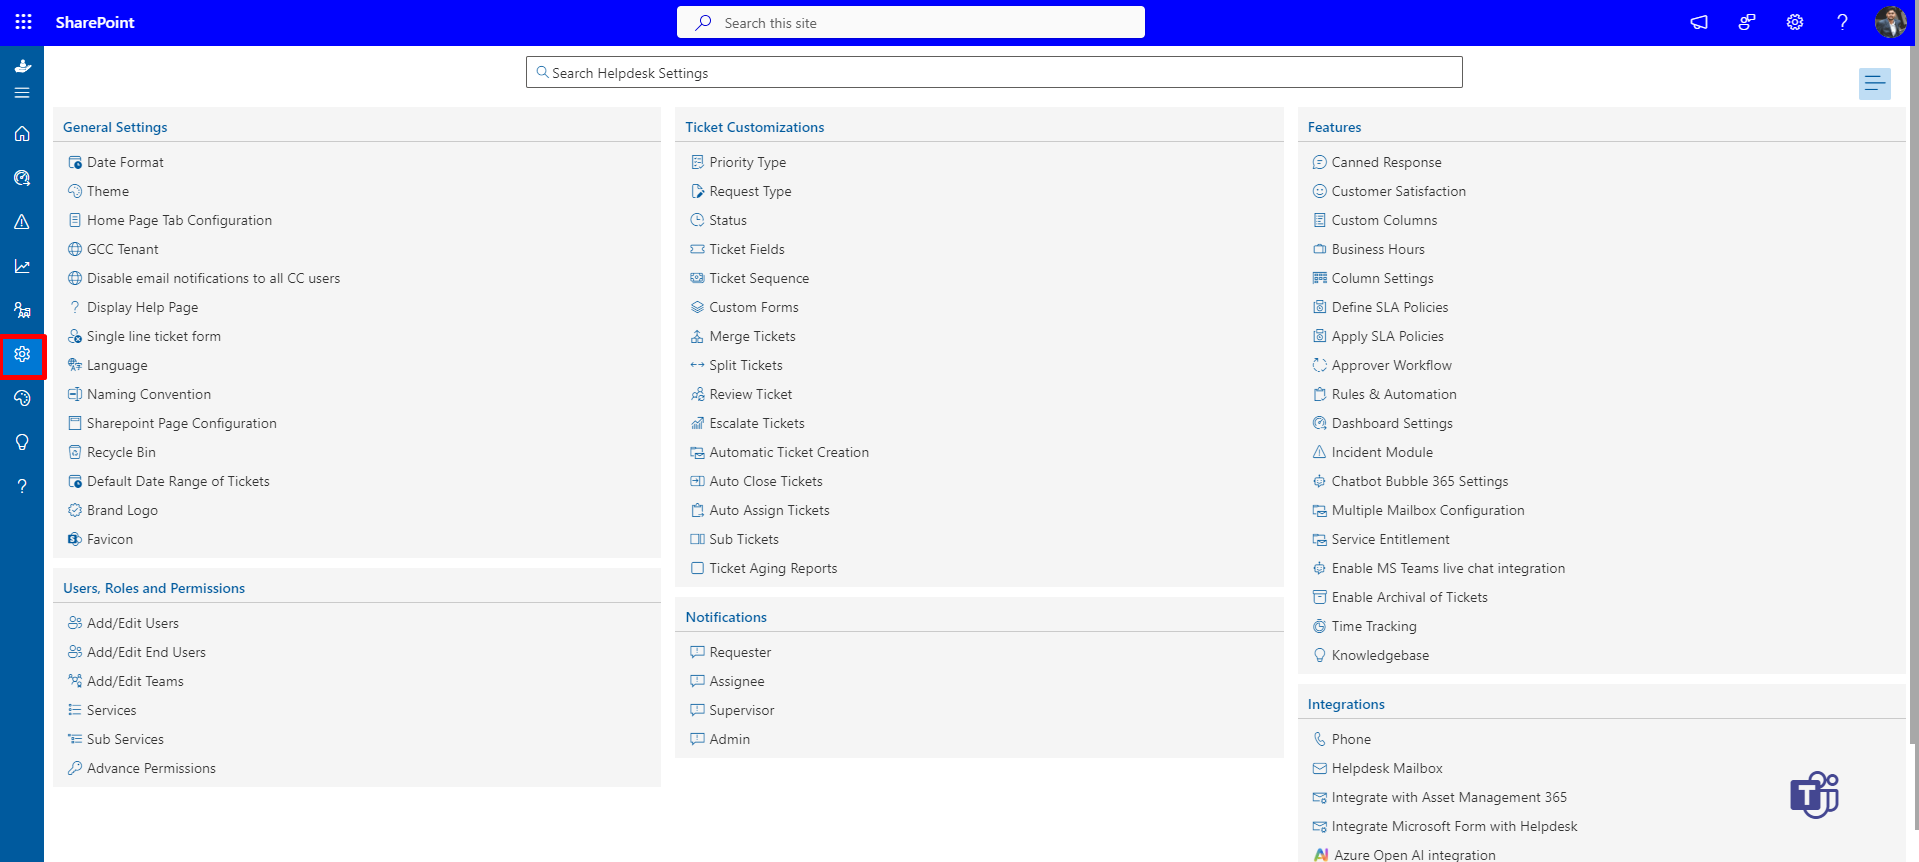 SharePoint
Search this site
Search Helpdesk Settings
General Settings
Date Format
Theme
Home Page Tab Configuration
GCC Tenant
Disable email notifications to all CC users
Display Help Page
Single line ticket form
Language
Naming Convention
Sharepoint Page Configuration
Recycle Bin
Default Date Range of Tickets
Brand Logo
Favicon
Users, Roles and Permissions
Add/Edit Users
Add/Edit End Users
Add/Edit Teams
Services
Sub Services
Advance Permissions
Ticket Customizations
Priority Type
Request Type
Status
Ticket Fields
Ticket Sequence
Custom Forms
Merge Tickets
Split Tickets
Review Ticket
Escalate Tickets
Automatic Ticket Creation
Auto Close Tickets
Auto Assign Tickets
Sub Tickets
Ticket Aging Reports
Notifications
Requester
Assignee
Supervisor
Admin
Features
Canned Response
Customer Satisfaction
Custom Columns
Business Hours
Column Settings
Define SLA Policies
Apply SLA Policies
Approver Workflow
Rules & Automation
Dashboard Settings
Incident Module
Chatbot Bubble 365 Settings
Multiple Mailbox Configuration
Service Entitlement
Enable MS Teams live chat integration
Enable Archival of Tickets
Time Tracking
Knowledgebase
Integrations
Phone
Helpdesk Mailbox
Integrate with Asset Management 365
Integrate Microsoft Form with Helpdesk
AI Azure Open AI integration
T